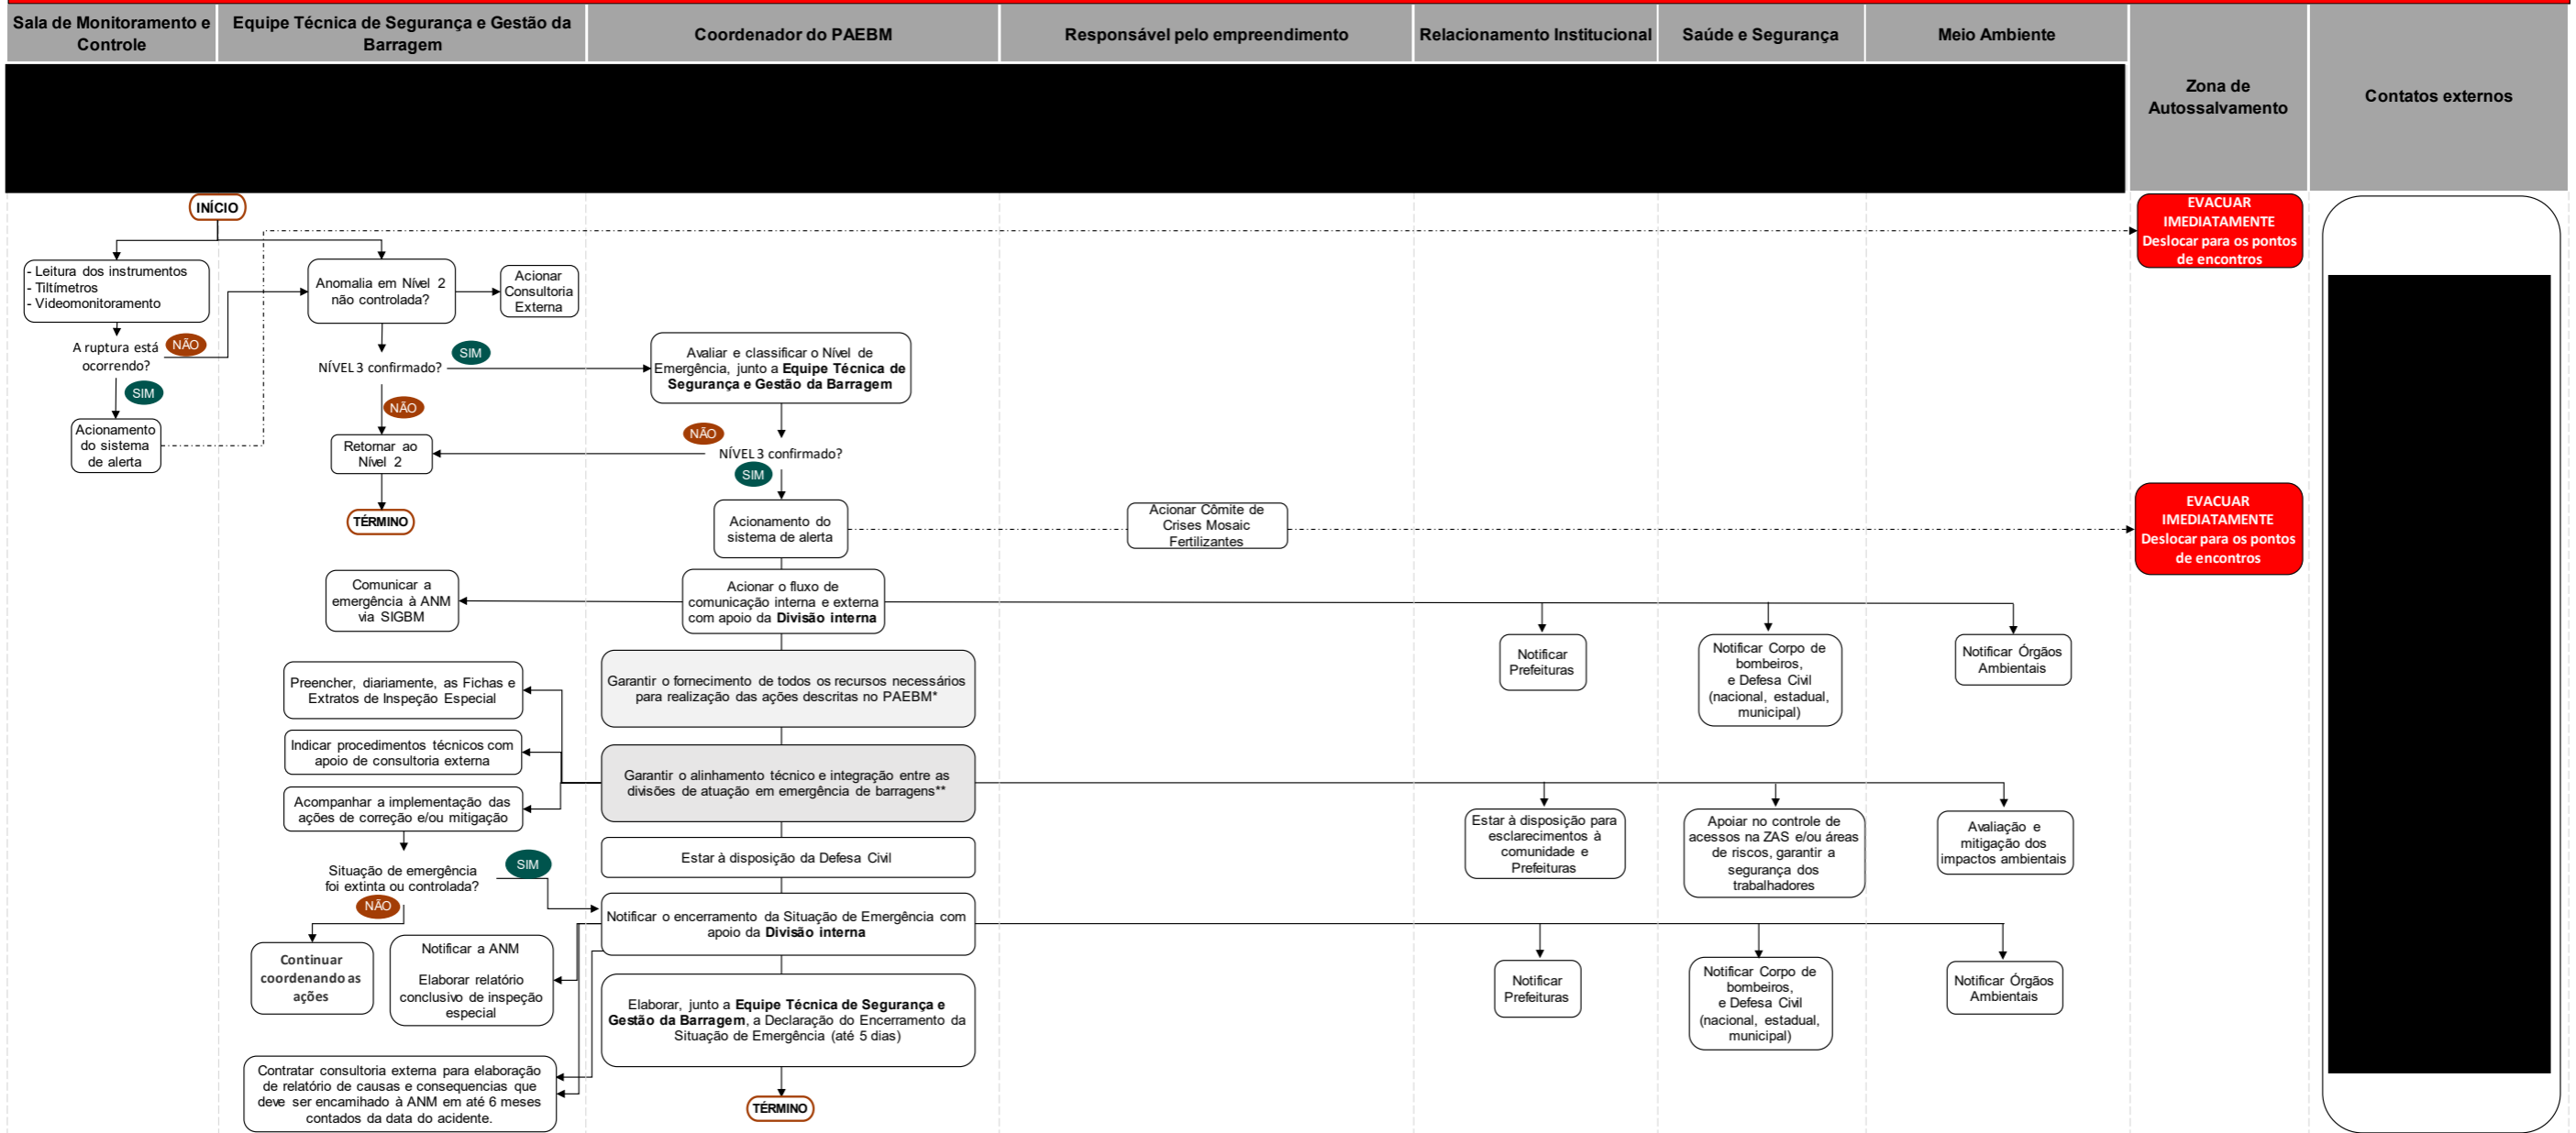 Sala de Monitoramento e
Controle
Equipe Técnica de Segurança e Gestão da
Barragem
Coordenador do PAEBM
Responsável pelo empreendimento
Relacionamento Institucional
Saúde e Segurança
Meio Ambiente
Zona de
Autossalvamento
Contatos externos
INÍCIO
EVACUAR
IMEDIATAMENTE
Deslocar para os pontos
de encontros
- Leitura dos instrumentos
- Tiltímetros
- Videomonitoramento
Anomalia em Nível 2
não controlada?
Acionar
Consultoria
Externa
A ruptura está
ocorrendo?
NÃO
SIM
NÍVEL 3 confirmado?
SIM
Avaliar e classificar o Nível de
Emergência, junto a Equipe Técnica de
Segurança e Gestão da Barragem
NÃO
Acionamento
do sistema
de alerta
Retornar ao
Nível 2
NÃO
NÍVEL 3 confirmado?
SIM
TÉRMINO
Acionamento do
sistema de alerta
Acionar Cômite de
Crises Mosaic
Fertilizantes
EVACUAR
IMEDIATAMENTE
Deslocar para os pontos
de encontros
Comunicar a
emergência à ANM
via SIGBM
Acionar o fluxo de
comunicação interna e externa
com apoio da Divisão interna
Notificar
Prefeituras
Notificar Corpo de
bombeiros,
e Defesa Civil
(nacional, estadual,
municipal)
Notificar Órgãos
Ambientais
Preencher, diariamente, as Fichas e
Extratos de Inspeção Especial
Garantir o fornecimento de todos os recursos necessários
para realização das ações descritas no PAEBM*
Indicar procedimentos técnicos com
apoio de consultoria externa
Garantir o alinhamento técnico e integração entre as
divisões de atuação em emergência de barragens**
Acompanhar a implementação das
ações de correção e/ou mitigação
Estar à disposição para
esclarecimentos à
comunidade e
Prefeituras
Apoiar no controle de
acessos na ZAS e/ou áreas
de riscos, garantir a
segurança dos
trabalhadores
Avaliação e
mitigação dos
impactos ambientais
Estar à disposição da Defesa Civil
Situação de emergência
foi extinta ou controlada?
SIM
NÃO
Notificar o encerramento da Situação de Emergência com
apoio da Divisão interna
Continuar
coordenando as
ações
Notificar a ANM
Elaborar relatório
conclusivo de inspeção
especial
Notificar
Prefeituras
Notificar Corpo de
bombeiros,
e Defesa Civil
(nacional, estadual,
municipal)
Notificar Órgãos
Ambientais
Elaborar, junto a Equipe Técnica de Segurança e
Gestão da Barragem, a Declaração do Encerramento da
Situação de Emergência (até 5 dias)
Contratar consultoria externa para elaboração
de relatório de causas e consequencias que
deve ser encamihado à ANM em até 6 meses
contados da data do acidente.
TÉRMINO